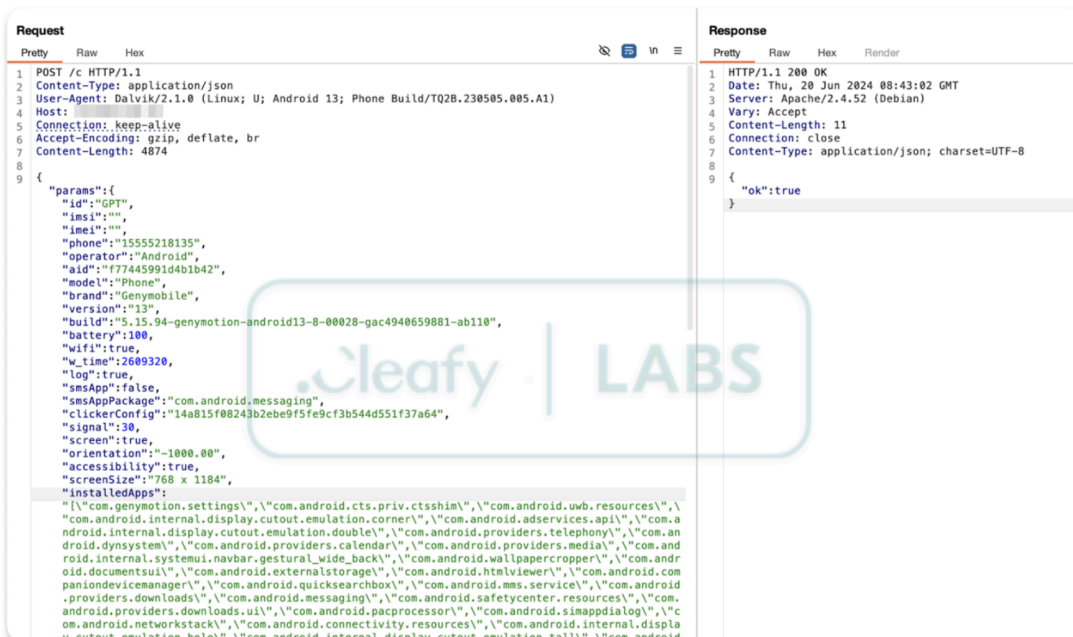 Request
Pretty Raw Hex
\n
1 POST /c HTTP/1.1
2 Content-Type: application/json
3 User-Agent: Dalvik/2.1.0 (Linux; U; Android 13; Phone Build/TQ2B.230505.005.A1)
4 Host:
5 Connection: keep-alive
6 Accept-Encoding: gzip, deflate, br
7 Content-Length: 4874
8
9 {
"params":{
"id":"GPT",
"imsi":"",
"imei":"",
"phone":"15555218135",
"operator":"Android",
"aid":"f77445991d4b1b42",
"model":"Phone",
"brand":"Genymobile",
"version":"13",
"build":"5.15.94-genymotion-android13-8-00028-gac4940659881-ab110",
"battery":100,
"wifi":true,
"w_time":2609320,
"log":true,
"smsApp":false,
"smsAppPackage":"com.android.messaging",
"clickerConfig":"14a815f08243b2ebe9f5fe9cf3b544d551f37a64",
"signal":30,
"screen":true,
"orientation":"-1000.00",
"accessibility":true,
"screenSize":"768 x 1184",
"installedApps":
"[\"com.genymotion.settings\",\"com.android.cts.priv.ctsshim\",\"com.android.uwb.resources\",\
"com.android.internal.display.cutout.emulation.corner\",\"com.android.adservices.api\",\"com.a
ndroid.internal.display.cutout.emulation.double\",\"com.android.providers.telephony\",\"com.an
droid.dynsystem\",\"com.android.providers.calendar\",\"com.android.providers.media\",\"com.and
roid.internal.systemui.navbar.gestural_wide_back\",\"com.android.wallpapercropper\",\"com.andr
oid.documentsui\",\"com.android.externalstorage\",\"com.android.htmlviewer\",\"com.android.com
paniondevicemanager\",\"com.android.quicksearchbox\",\"com.android.mms.service\",\"com.android
.providers.downloads\",\"com.android.messaging\",\"com.android.safetycenter.resources\",\"com.
android.providers.downloads.ui\",\"com.android.pacprocessor\",\"com.android.simappdialog\",\"c
om.android.networkstack\",\"com.android.connectivity.resources\",\"com.android.internal.displa
Response
Pretty Raw Hex Render
1 HTTP/1.1 200 OK
2 Date: Thu, 20 Jun 2024 08:43:02 GMT
3 Server: Apache/2.4.52 (Debian)
4 Vary: Accept
5 Content-Length: 11
6 Connection: close
7 Content-Type: application/json; charset=UTF-8
8
9 {
"ok":true
}
Cleafy LABS